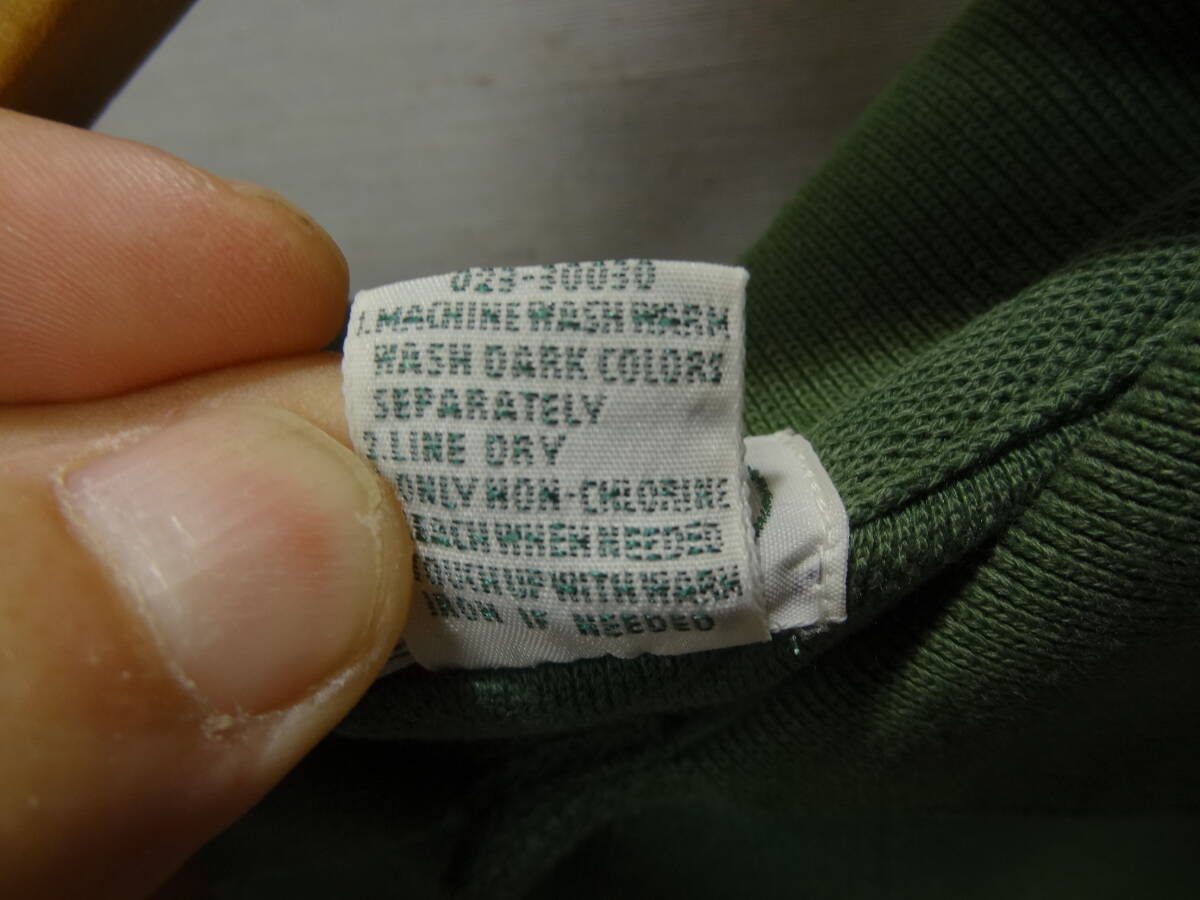 023-30030
1. MACHINE WASH WARM
WASH DARK COLORS
SEPARATELY
2. LINE DRY
ONLY NON-CHLORINE
WHEN NEEDED
UP WITH WARM
IRON IF NEEDED